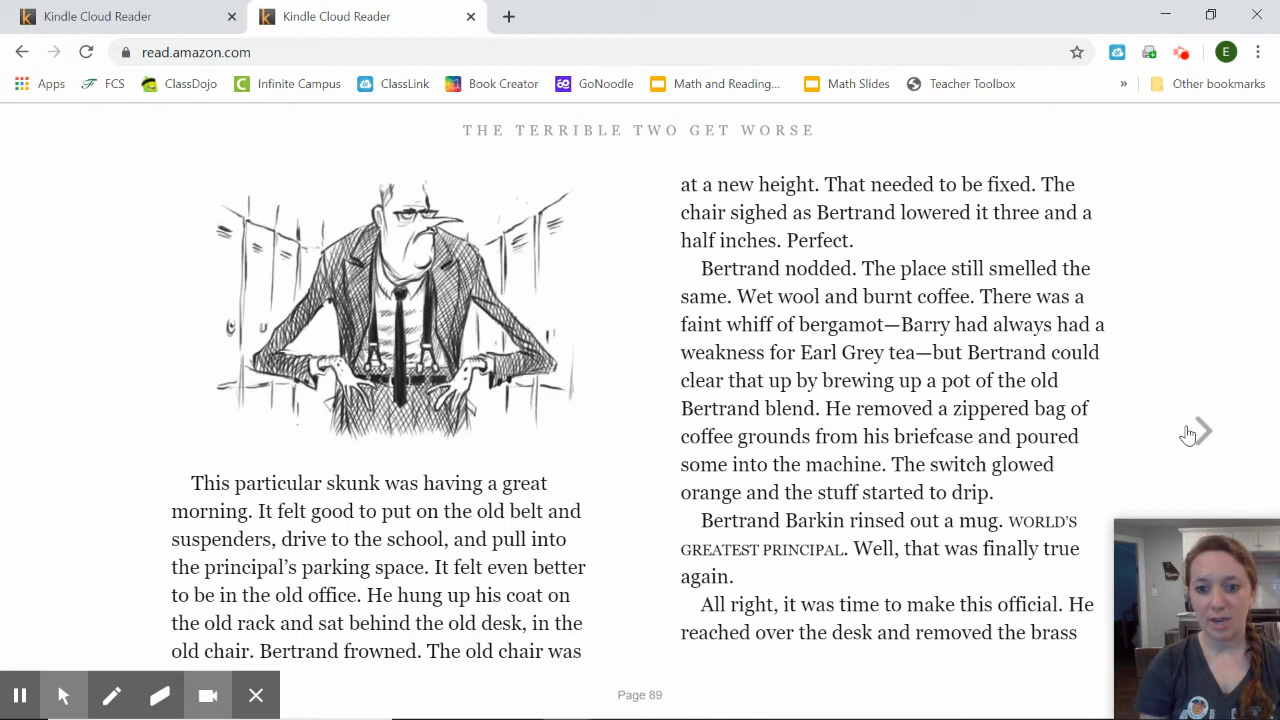 Kindle Cloud Reader
Kindle Cloud Reader
read.amazon.com
E
Apps
FCS
ClassDojo
Infinite Campus
ClassLink
Book Creator
GoNoodle
Math and Reading...
Math Slides
Teacher Toolbox
»
Other bookmarks
THE TERRIBLE TWO GET WORSE
This particular skunk was having a great
morning. It felt good to put on the old belt and
suspenders, drive to the school, and pull into
the principal's parking space. It felt even better
to be in the old office. He hung up his coat on
the old rack and sat behind the old desk, in the
old chair. Bertrand frowned. The old chair was
at a new height. That needed to be fixed. The
chair sighed as Bertrand lowered it three and a
half inches. Perfect.
Bertrand nodded. The place still smelled the
same. Wet wool and burnt coffee. There was a
faint whiff of bergamot—Barry had always had a
weakness for Earl Grey tea—but Bertrand could
clear that up by brewing up a pot of the old
Bertrand blend. He removed a zippered bag of
coffee grounds from his briefcase and poured
some into the machine. The switch glowed
orange and the stuff started to drip.
Bertrand Barkin rinsed out a mug. WORLD'S
GREATEST PRINCIPAL. Well, that was finally true
again.
All right, it was time to make this official. He
reached over the desk and removed the brass
Page 89